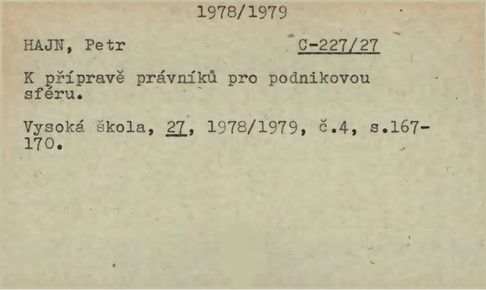 1978/1979
HAJN, Petr C-227/27
K přípravě právníků pro podnikovou
sféru.
Vysoká škola, 27, 1978/1979, č.4, s.167-
170.